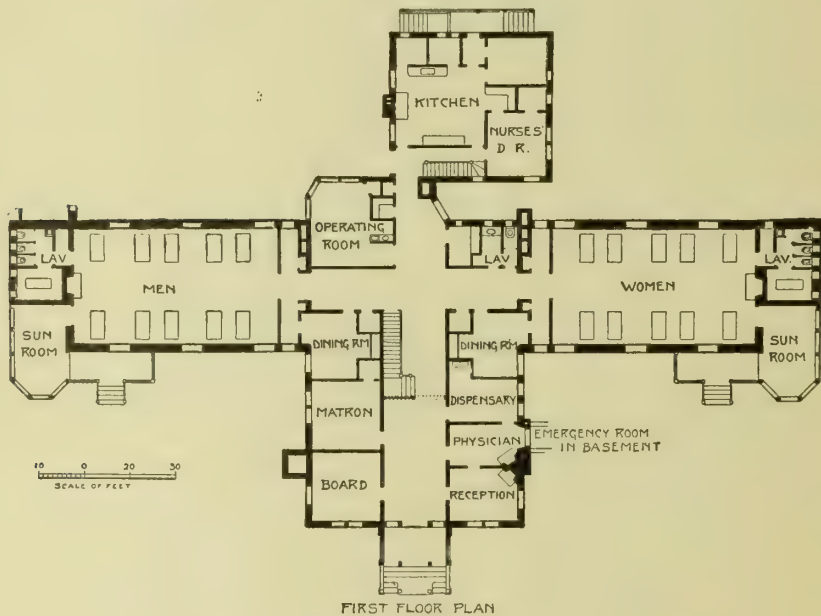 KITCHEN
NURSES'
D R.
OPERATING
ROOM
LAV
LAV
LAV.
MEN
WOMEN
SUN
ROOM
SUN
ROOM
DINING RM
DINING RM
MATRON
DISPENSARY
PHYSICIAN
EMERGENCY ROOM
IN BASEMENT
BOARD
RECEPTION
10 0 20 30
SCALE OF FEET
FIRST FLOOR PLAN